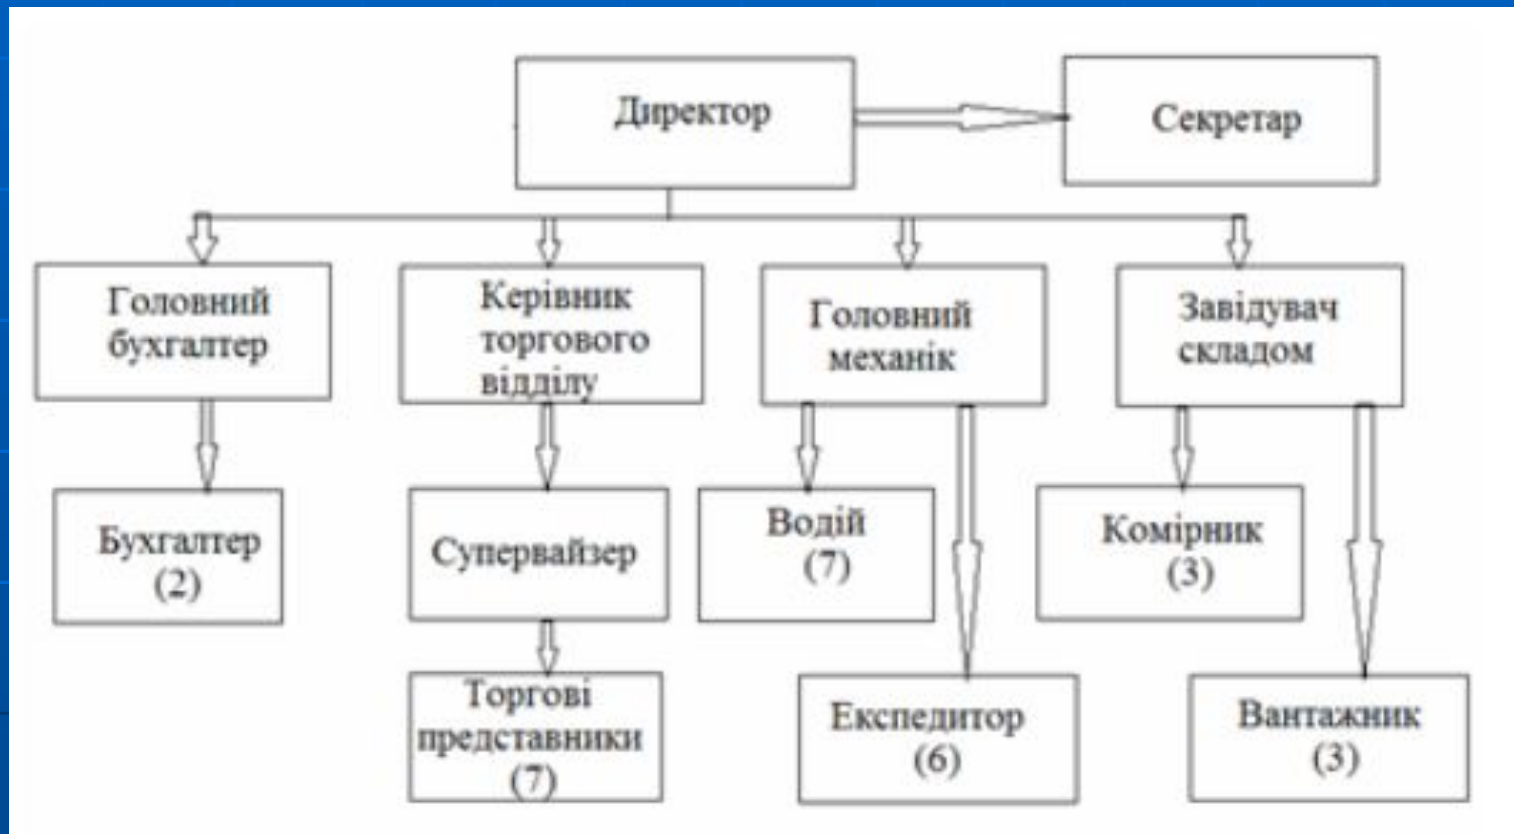 Директор
Секретар
Головний
бухгалтер
Керівник
торгового
відділу
Головний
механік
Завідувач
складом
Бухгалтер
(2)
Супервайзер
Водій
(7)
Комірник
(3)
Торгові
представники
(7)
Експедитор
(6)
Вантажник
(3)